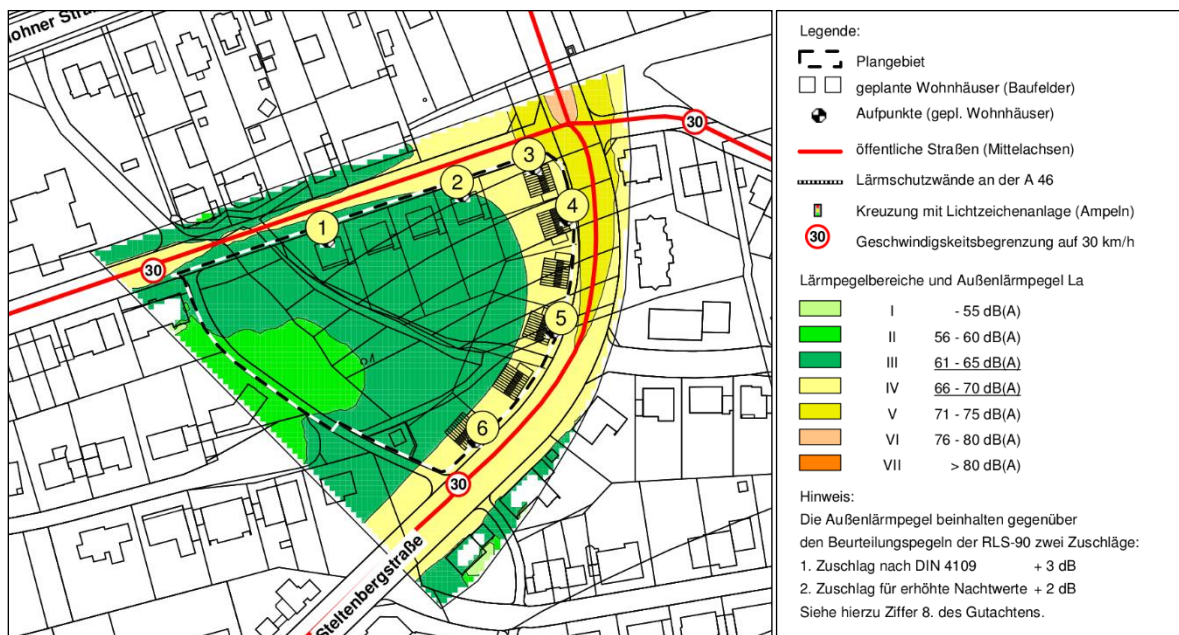 30
3
2
4
1
30
5
6
30
Steltenbergstraße
Legende:
Plangebiet
geplante Wohnhäuser (Baufelder)
Aufpunkte (gepl. Wohnhäuser)
öffentliche Straßen (Mittelachsen)
Lärmschutzwände an der A 46
Kreuzung mit Lichtzeichenanlage (Ampeln)
30 Geschwindigskeitsbegrenzung auf 30 km/h
Lärmpegelbereiche und Außenlärmpegel La
I - 55 dB(A)
II 56 - 60 dB(A)
III 61 - 65 dB(A)
IV 66 - 70 dB(A)
V 71 - 75 dB(A)
VI 76 - 80 dB(A)
VII > 80 dB(A)
Hinweis:
Die Außenlärmpegel beinhalten gegenüber
den Beurteilungspegeln der RLS-90 zwei Zuschläge:
1. Zuschlag nach DIN 4109 + 3 dB
2. Zuschlag für erhöhte Nachtwerte + 2 dB
Siehe hierzu Ziffer 8. des Gutachtens.